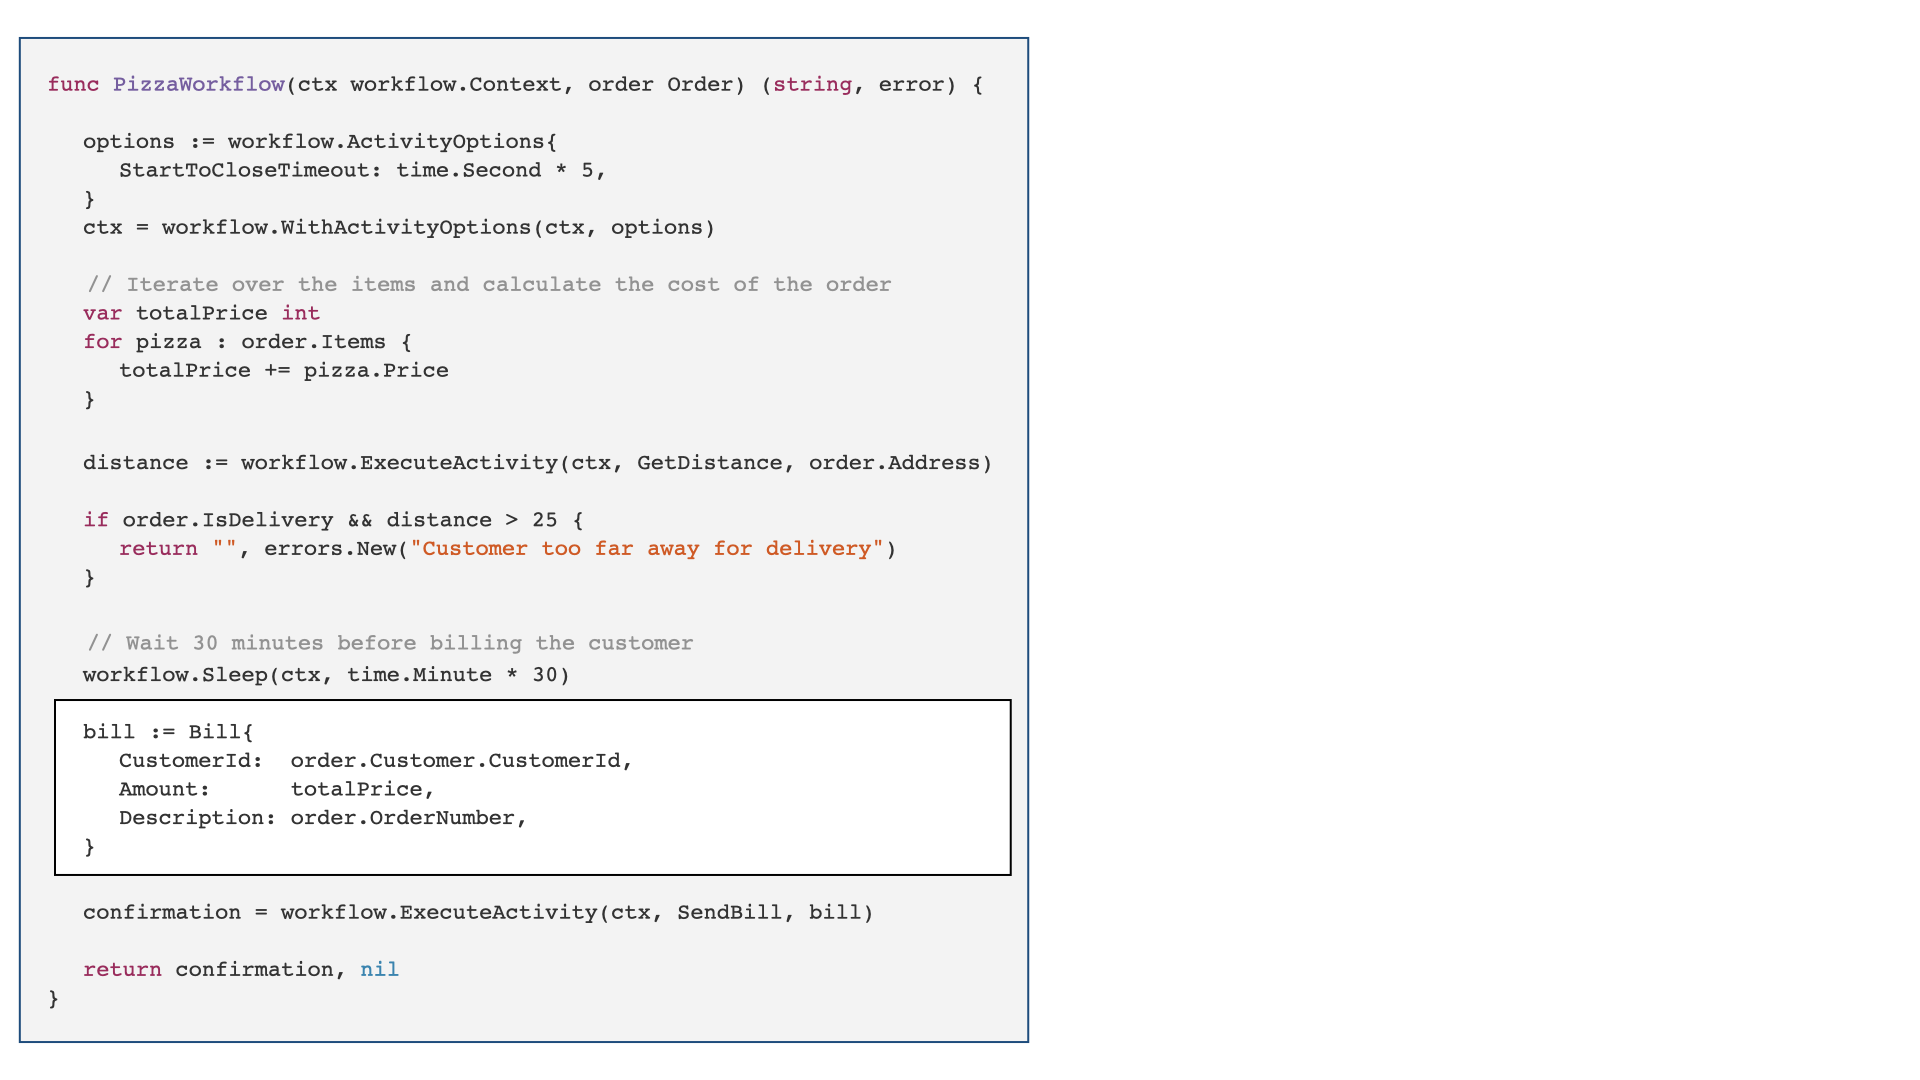 func PizzaWorkflow(ctx workflow.Context, order Order) (string, error) {
options := workflow.ActivityOptions{
StartToCloseTimeout: time.Second * 5,
}
ctx = workflow.WithActivityOptions(ctx, options)
// Iterate over the items and calculate the cost of the order
var totalPrice int
for pizza : order.Items {
totalPrice += pizza.Price
}
distance := workflow.ExecuteActivity(ctx, GetDistance, order.Address)
if order.IsDelivery && distance > 25 {
return "", errors.New("Customer too far away for delivery")
}
// Wait 30 minutes before billing the customer
workflow.Sleep(ctx, time.Minute * 30)
bill := Bill{
CustomerId: order.Customer.CustomerId,
Amount: totalPrice,
Description: order.OrderNumber,
}
confirmation = workflow.ExecuteActivity(ctx, SendBill, bill)
return confirmation, nil
}